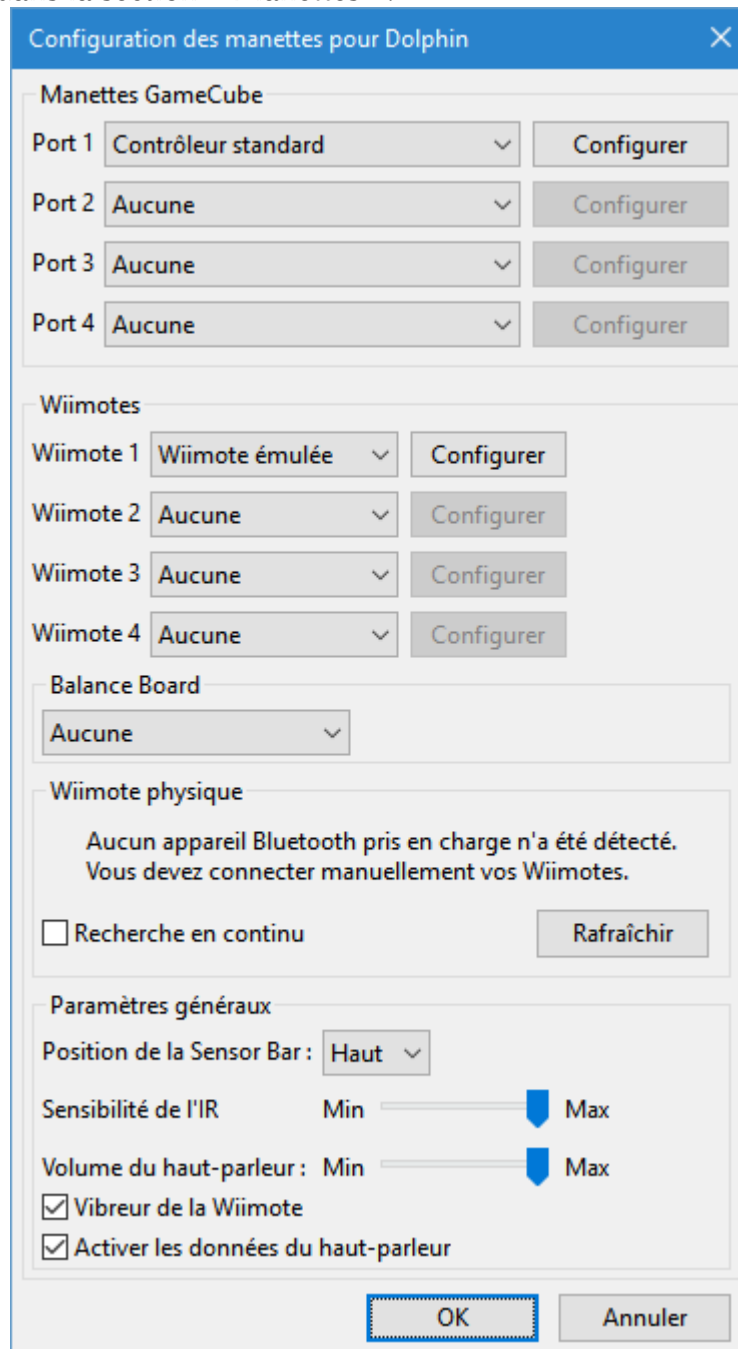 Configuration des manettes pour Dolphin
Manettes GameCube
Port 1 Contrôleur standard Configurer
Port 2 Aucune Configurer
Port 3 Aucune Configurer
Port 4 Aucune Configurer
Wiimotes
Wiimote 1 Wiimote émulée Configurer
Wiimote 2 Aucune Configurer
Wiimote 3 Aucune Configurer
Wiimote 4 Aucune Configurer
Balance Board
Aucune
Wiimote physique
Aucun appareil Bluetooth pris en charge n'a été détecté.
Vous devez connecter manuellement vos Wiimotes.
Recherche en continu Rafraîchir
Paramètres généraux
Position de la Sensor Bar : Haut
Sensibilité de l'IR Min Max
Volume du haut-parleur : Min Max
Vibreur de la Wiimote
Activer les données du haut-parleur
OK Annuler